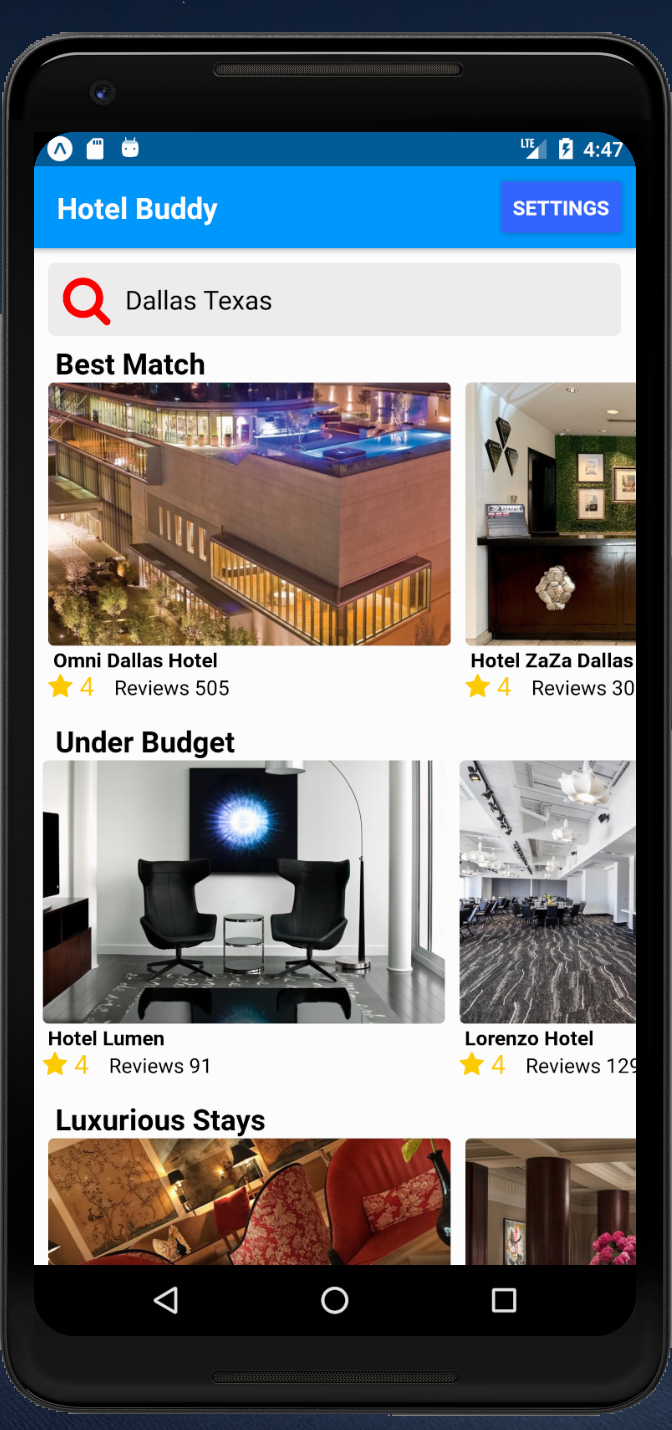 LTE 4:47
Hotel Buddy SETTINGS
Dallas Texas
Best Match
Omni Dallas Hotel Hotel ZaZa Dallas
4 Reviews 505 4 Reviews 30
Under Budget
Hotel Lumen Lorenzo Hotel
4 Reviews 91 4 Reviews 129
Luxurious Stays